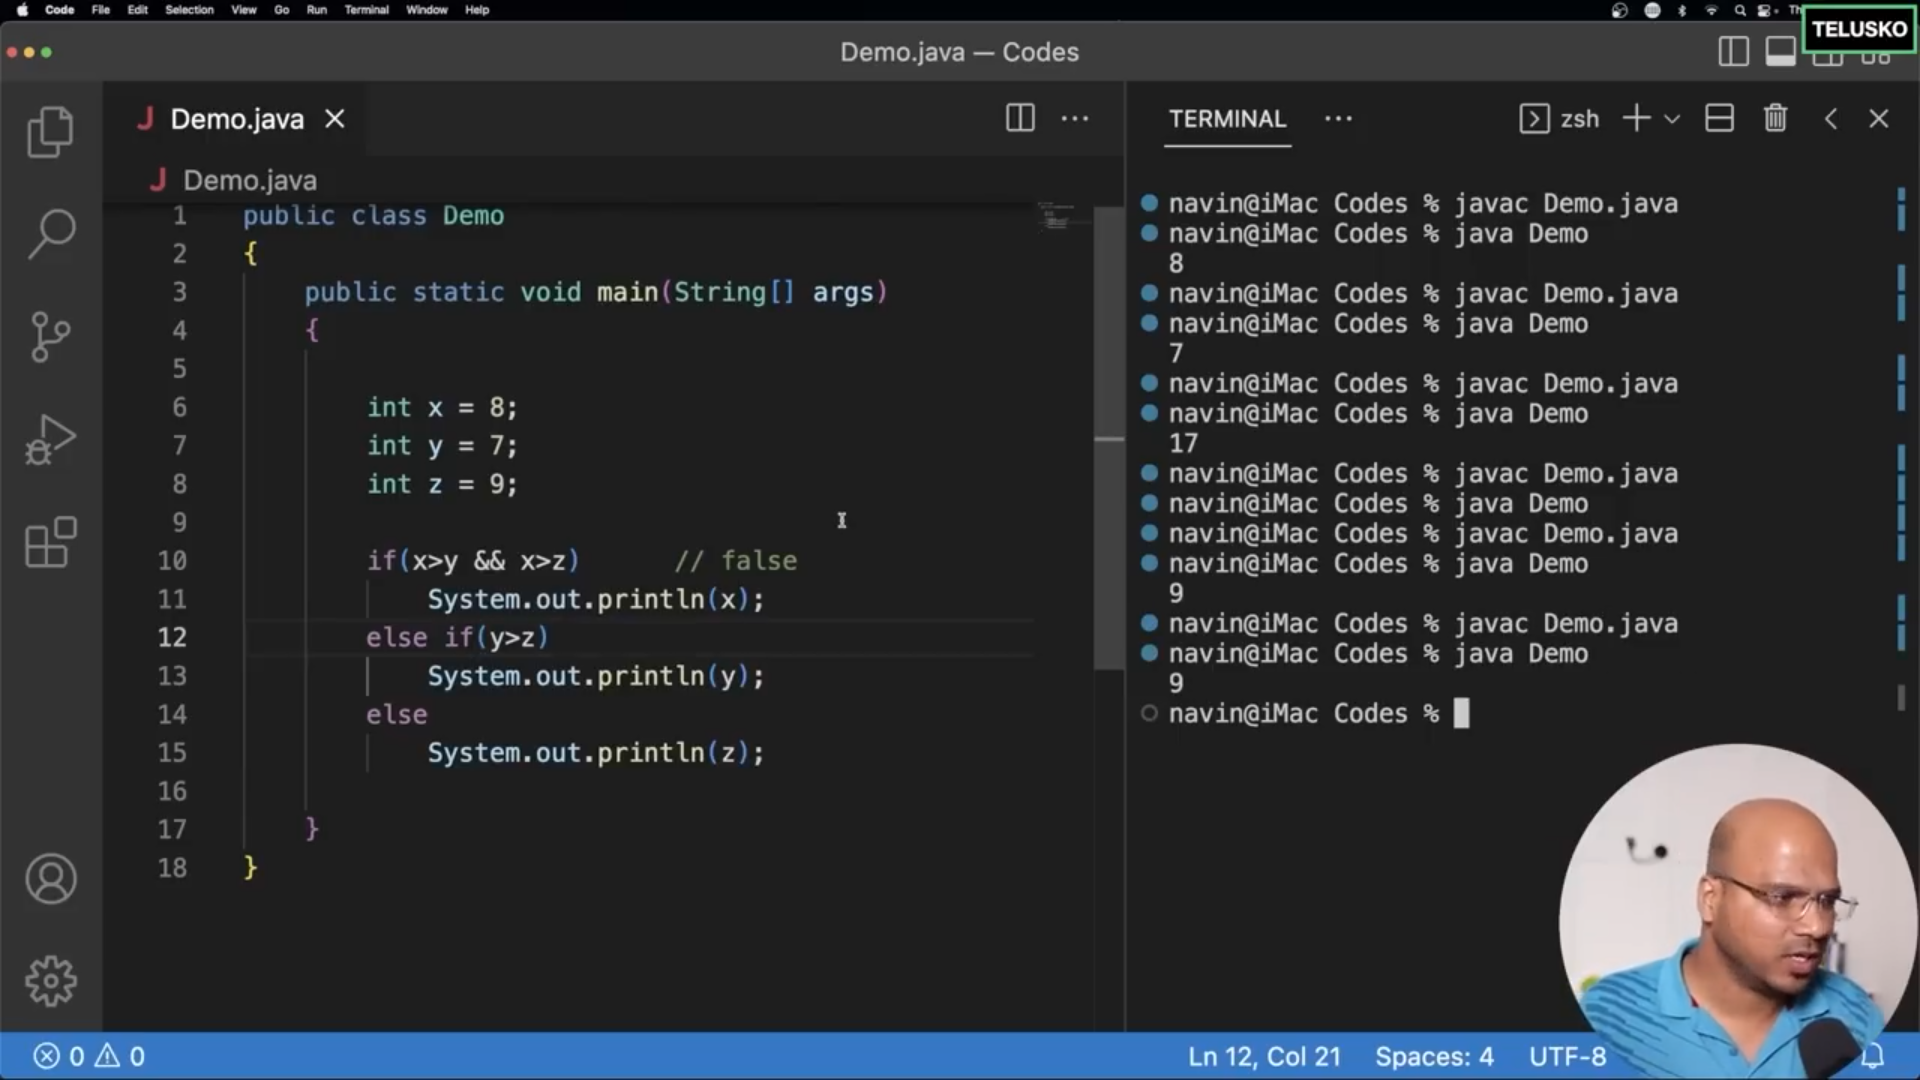 Code File Edit Selection View Go Run Terminal Window Help
TELUSKO
Demo.java — Codes
J Demo.java
J Demo.java
1 public class Demo
2 {
3 public static void main(String[] args)
4 {
5
6 int x = 8;
7 int y = 7;
8 int z = 9;
9
10 if(x>y && x>z) // false
11 System.out.println(x);
12 else if(y>z)
13 System.out.println(y);
14 else
15 System.out.println(z);
16
17 }
18 }
TERMINAL ··· zsh
navin@iMac Codes % javac Demo.java
navin@iMac Codes % java Demo
8
navin@iMac Codes % javac Demo.java
navin@iMac Codes % java Demo
7
navin@iMac Codes % javac Demo.java
navin@iMac Codes % java Demo
17
navin@iMac Codes % javac Demo.java
navin@iMac Codes % java Demo
navin@iMac Codes % javac Demo.java
navin@iMac Codes % java Demo
9
navin@iMac Codes % javac Demo.java
navin@iMac Codes % java Demo
9
navin@iMac Codes %
0 0 Ln 12, Col 21 Spaces: 4 UTF-8